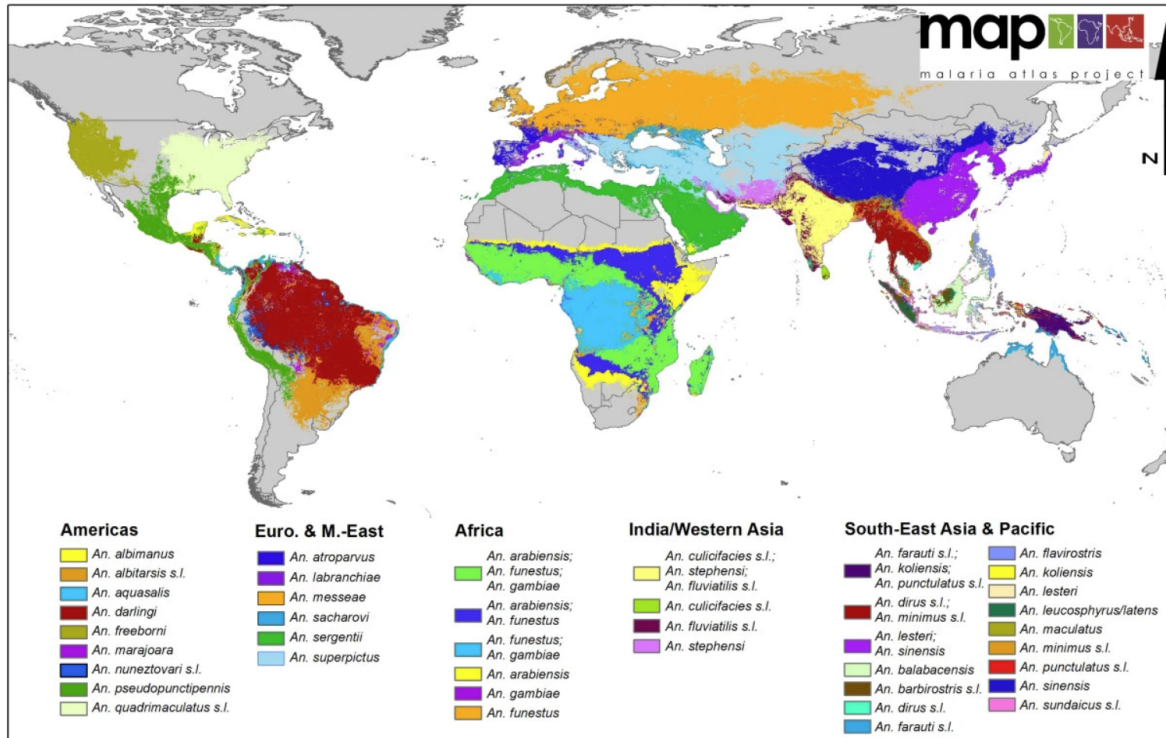 map
malaria atlas project
N
Americas
An. albimanus
An. albitarsis s.l.
An. aquasalis
An. darlingi
An. freeborni
An. marajoara
An. nuneztovari s.l.
An. pseudopunctipennis
An. quadrimaculatus s.l.
Euro. & M.-East
An. atroparvus
An. labranchiae
An. messeae
An. sacharovi
An. sergentii
An. superpictus
Africa
An. arabiensis;
An. funestus;
An. gambiae
An. arabiensis;
An. funestus
An. funestus;
An. gambiae
An. arabiensis
An. gambiae
An. funestus
India/Western Asia
An. culicifacies s.l.;
An. stephensi;
An. fluviatilis s.l.
An. culicifacies s.l.
An. fluviatilis s.l.
An. stephensi
South-East Asia & Pacific
An. farauti s.l.;
An. koliensis;
An. punctulatus s.l.
An. dirus s.l.;
An. minimus s.l.
An. lesteri;
An. sinensis
An. balabacensis
An. barbirostris s.l.
An. dirus s.l.
An. farauti s.l.
An. flavirostris
An. koliensis
An. lesteri
An. leucosphyrus/latens
An. maculatus
An. minimus s.l.
An. punctulatus s.l.
An. sinensis
An. sundaicus s.l.